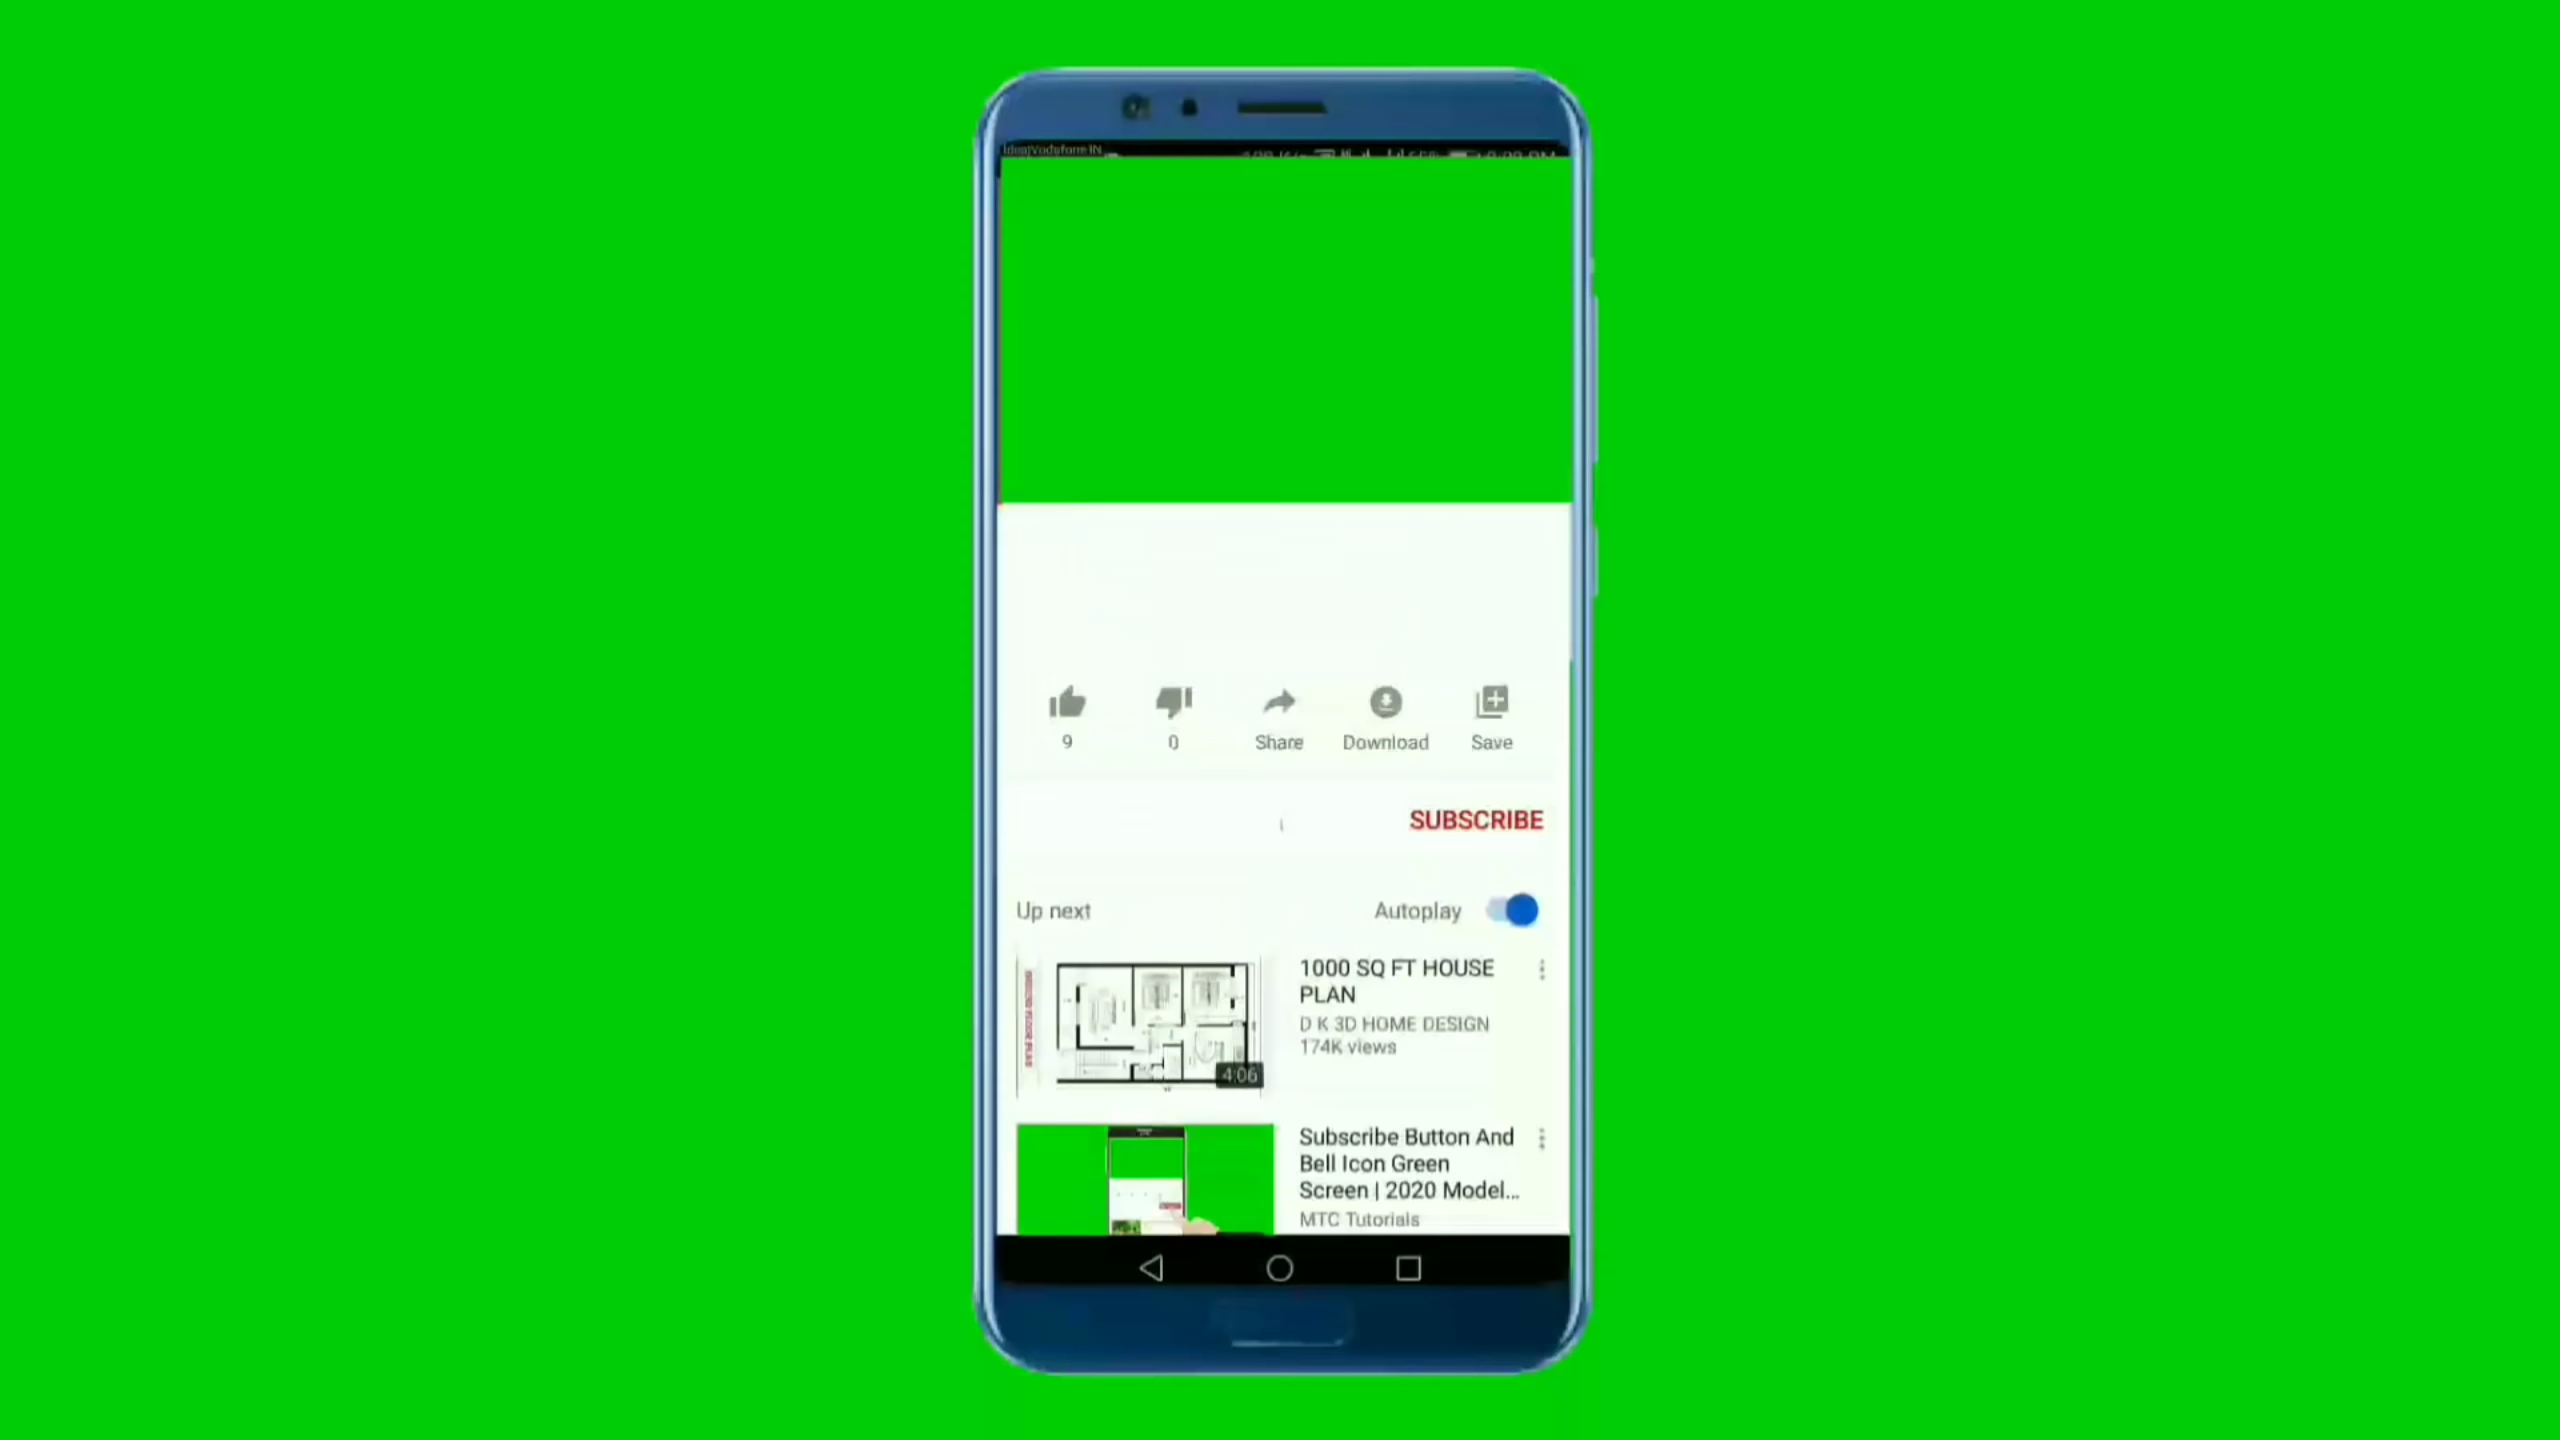 9
0
Share
Download
Save
SUBSCRIBE
Up next
Autoplay
1000 SQ FT HOUSE
PLAN
D K 3D HOME DESIGN
174K views
4:06
Subscribe Button And
Bell Icon Green
Screen | 2020 Model...
MTC Tutorials